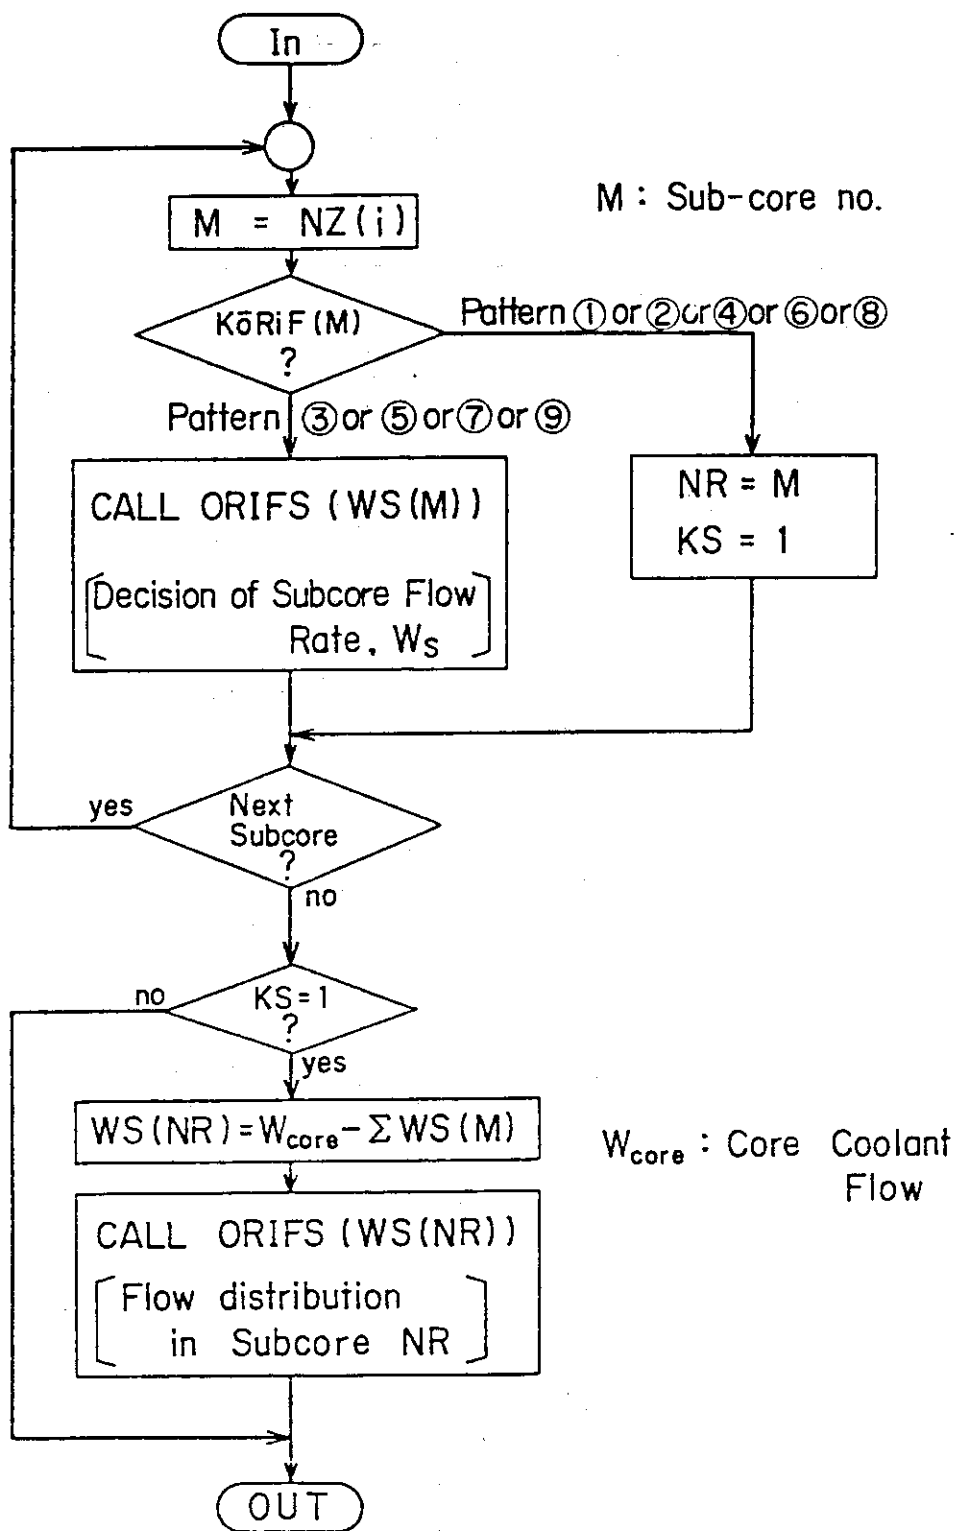 In
M = NZ(i)
M : Sub-core no.
KōRiF(M)
?
Pattern ① or ② or ④ or ⑥ or ⑧
Pattern ③ or ⑤ or ⑦ or ⑨
CALL ORIFS (WS(M))
[Decision of Subcore Flow
Rate, WS]
NR = M
KS = 1
yes
Next
Subcore
?
no
no
KS = 1
?
yes
WS(NR) = Wcore - Σ WS(M)
Wcore : Core Coolant
Flow
CALL ORIFS (WS(NR))
[Flow distribution
in Subcore NR]
OUT